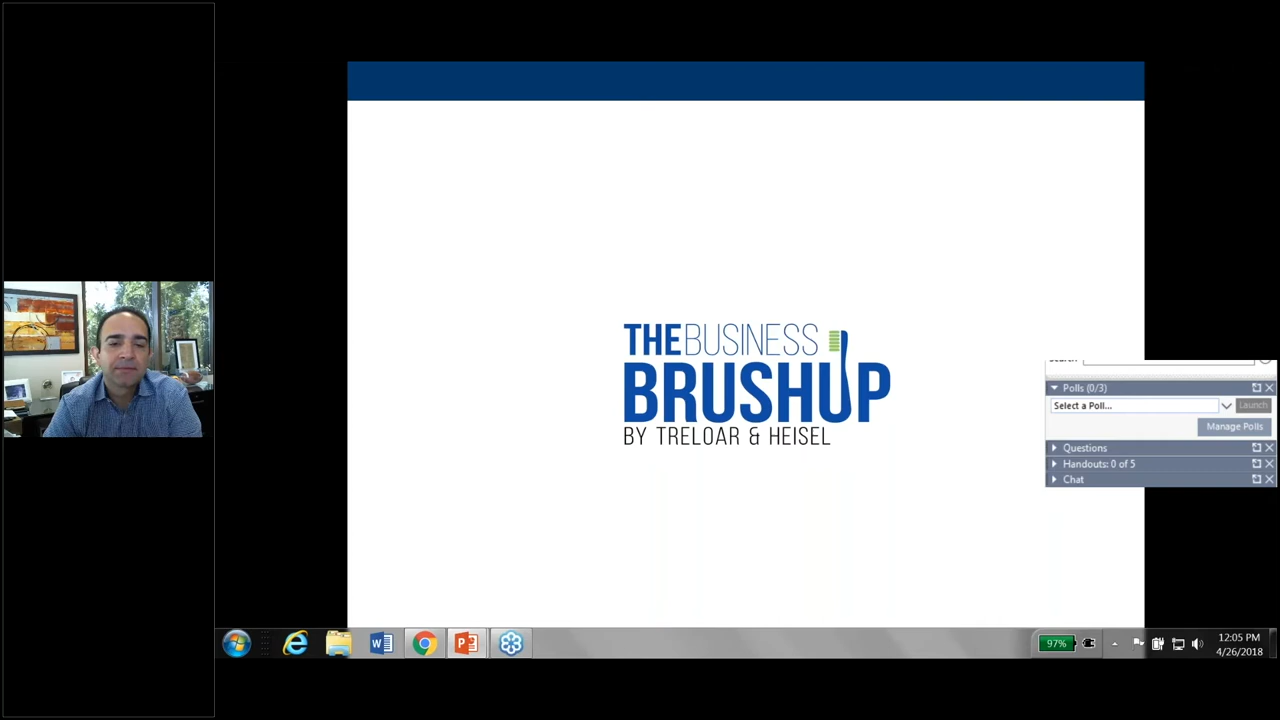 THE BUSINESS
BRUSHUP
BY TRELOAR & HEISEL
Polls (0/3)
Select a Poll...
Launch
Manage Polls
Questions
Handouts: 0 of 5
Chat
97%
12:05 PM
4/26/2018